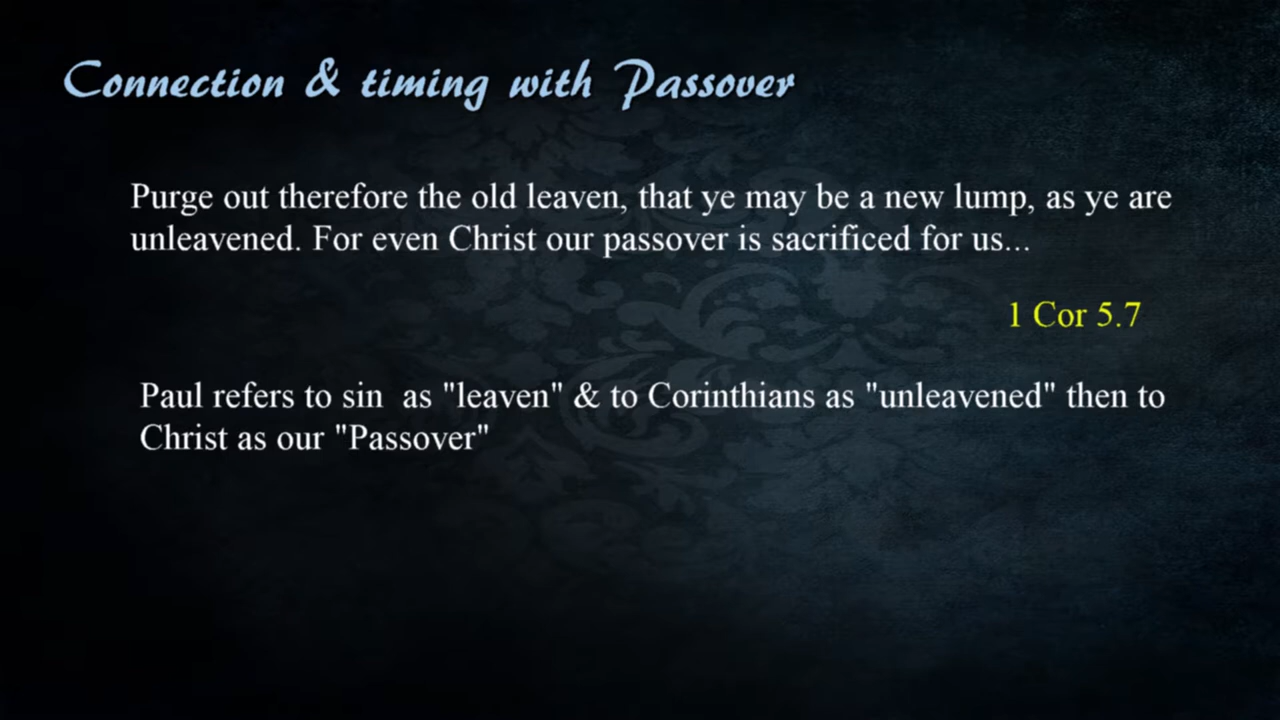 Connection & timing with Passover
Purge out therefore the old leaven, that ye may be a new lump, as ye are
unleavened. For even Christ our passover is sacrificed for us...
1 Cor 5.7
Paul refers to sin  as "leaven" & to Corinthians as "unleavened" then to
Christ as our "Passover"